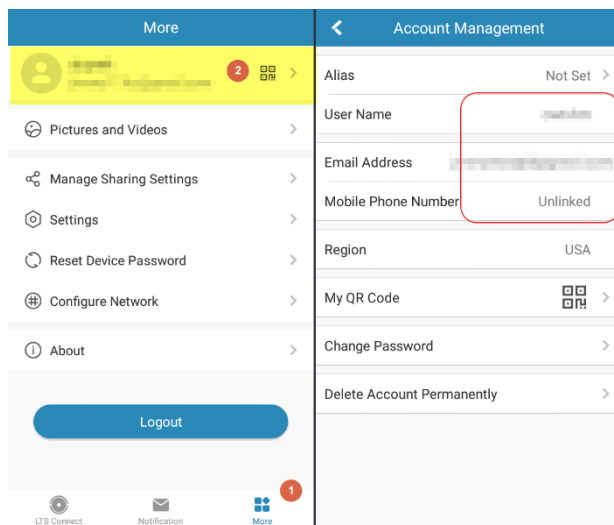 More
2
Pictures and Videos
Manage Sharing Settings
Settings
Reset Device Password
Configure Network
About
Logout
1
LTS Connect
Notification
More
Account Management
Alias
Not Set
User Name
Email Address
Mobile Phone Number
Unlinked
Region
USA
My QR Code
Change Password
Delete Account Permanently